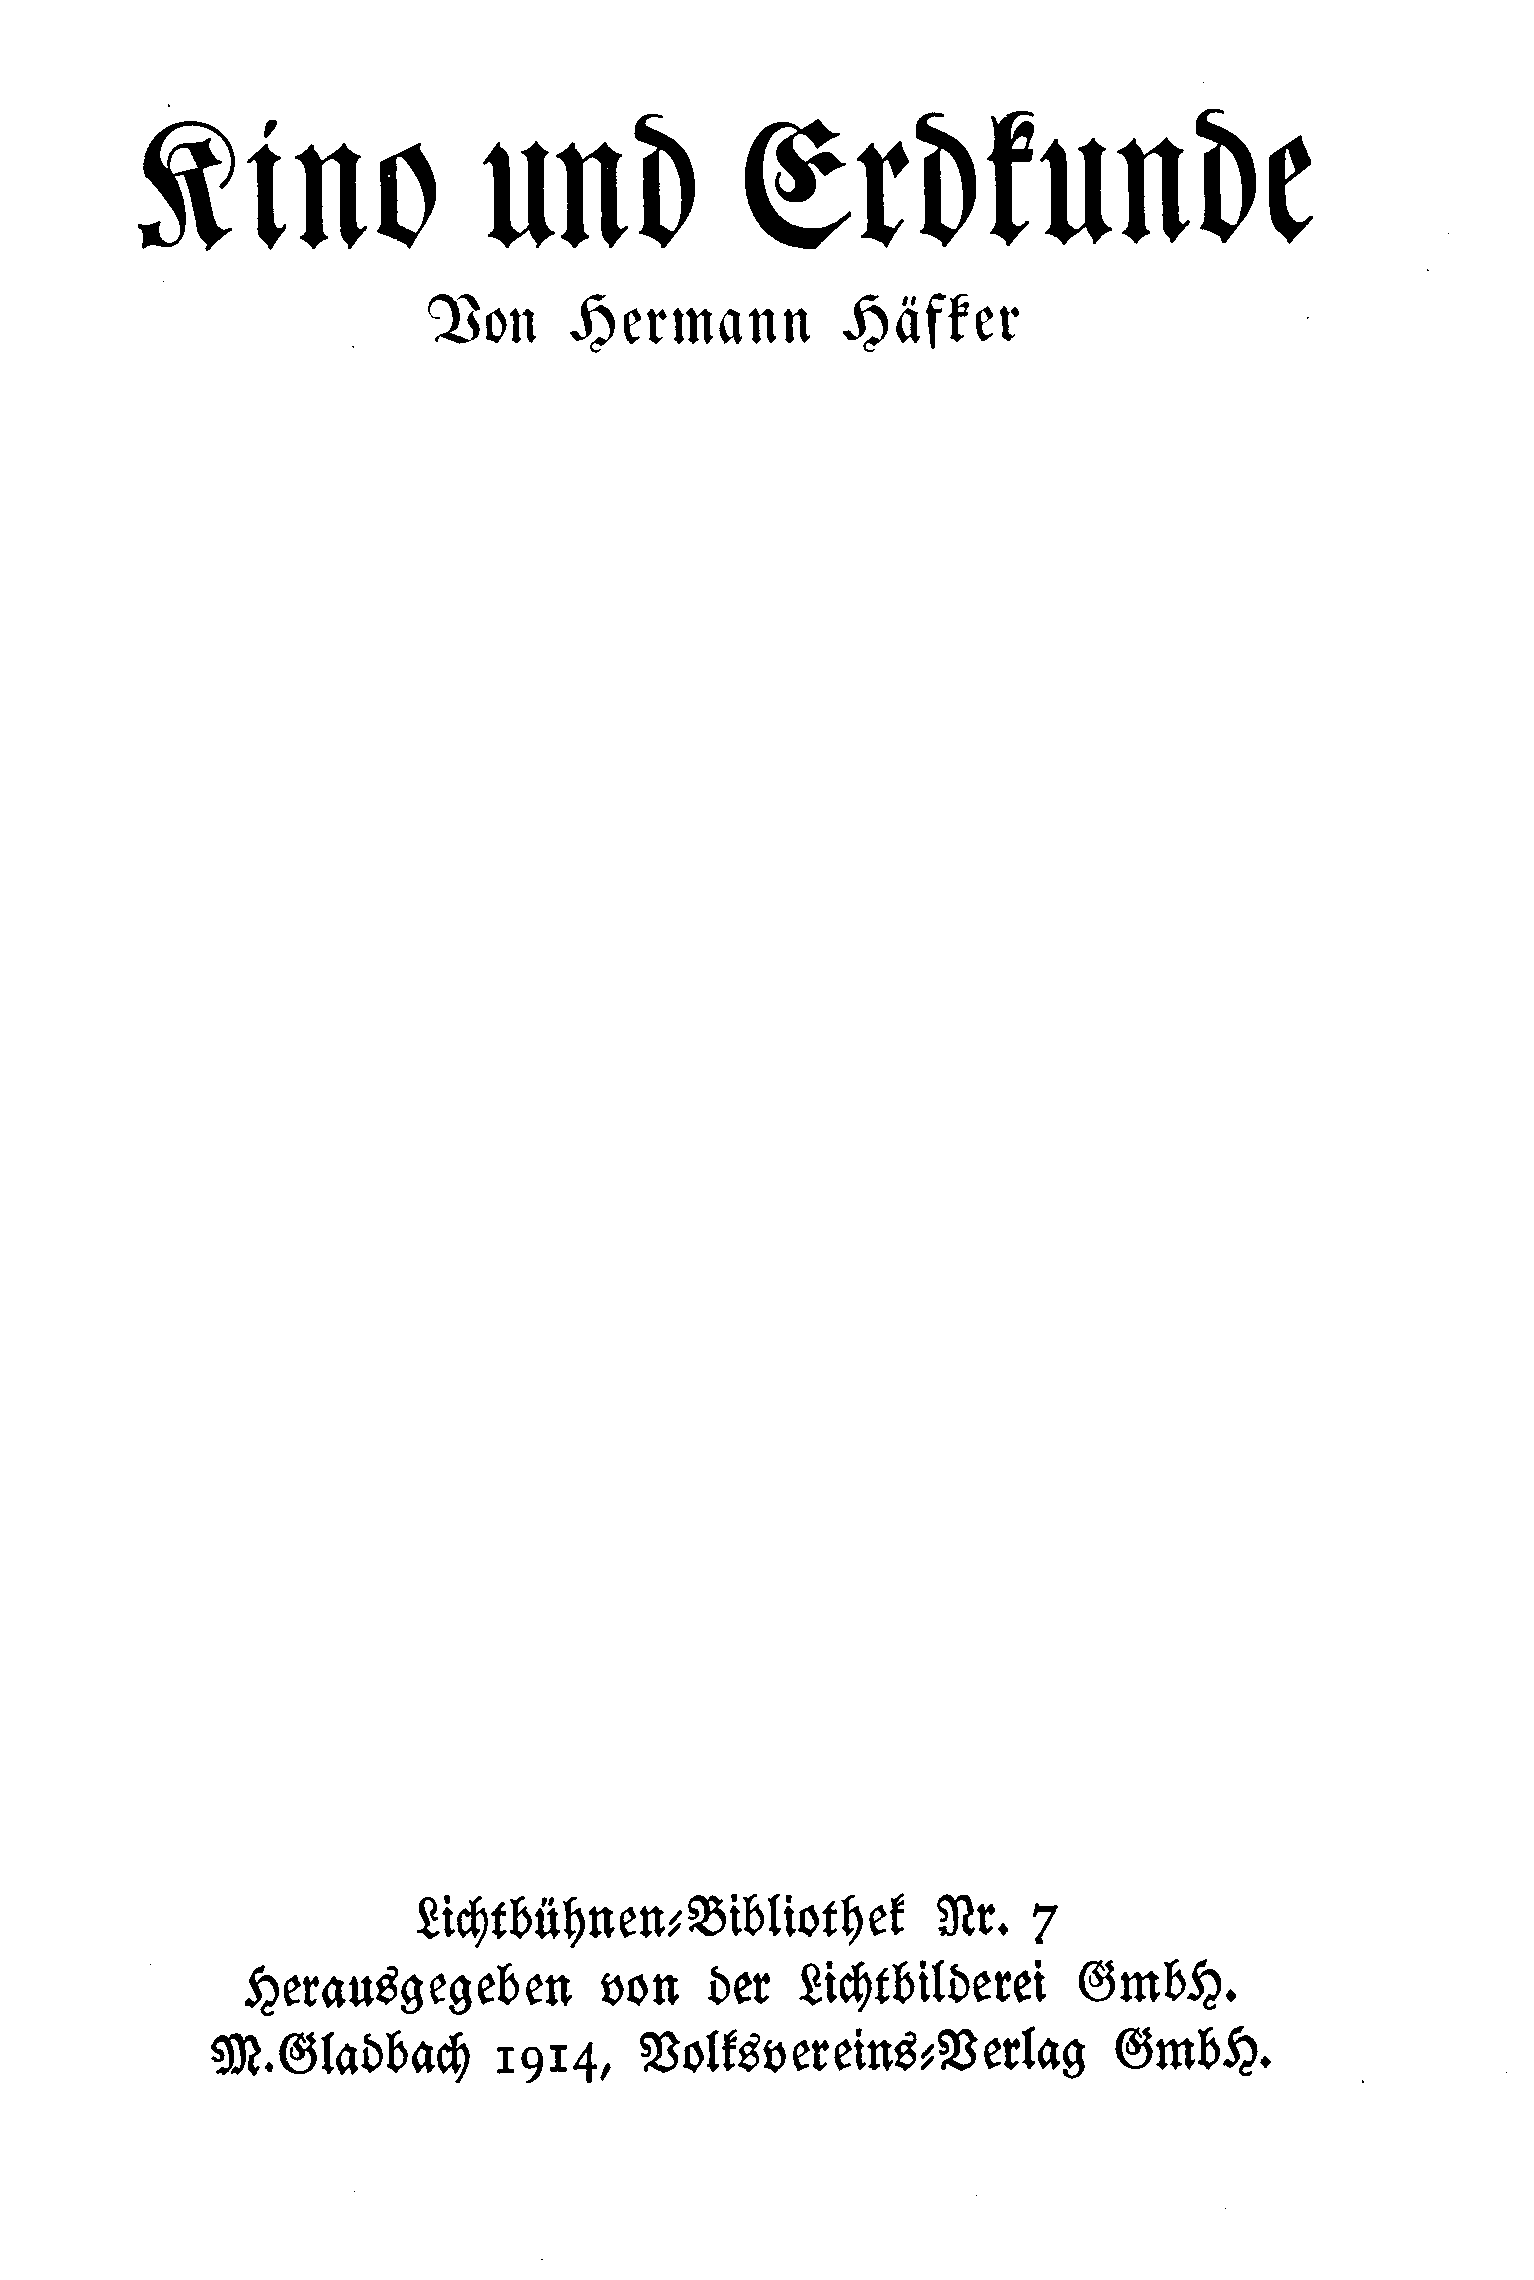 Kino und Erdkunde
Von Hermann Häfker
Lichtbühnen-Bibliothek Nr. 7
Herausgegeben von der Lichtbilderei GmbH.
M.Gladbach 1914, Volksvereins-Verlag GmbH.